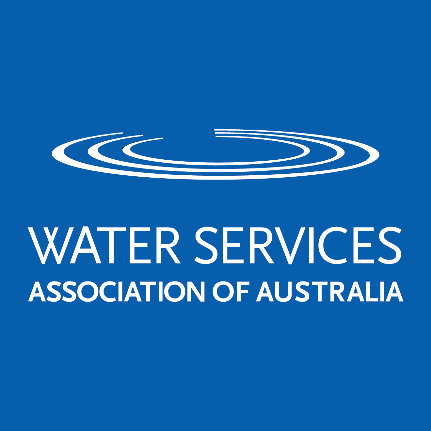 WATER SERVICES
ASSOCIATION OF AUSTRALIA